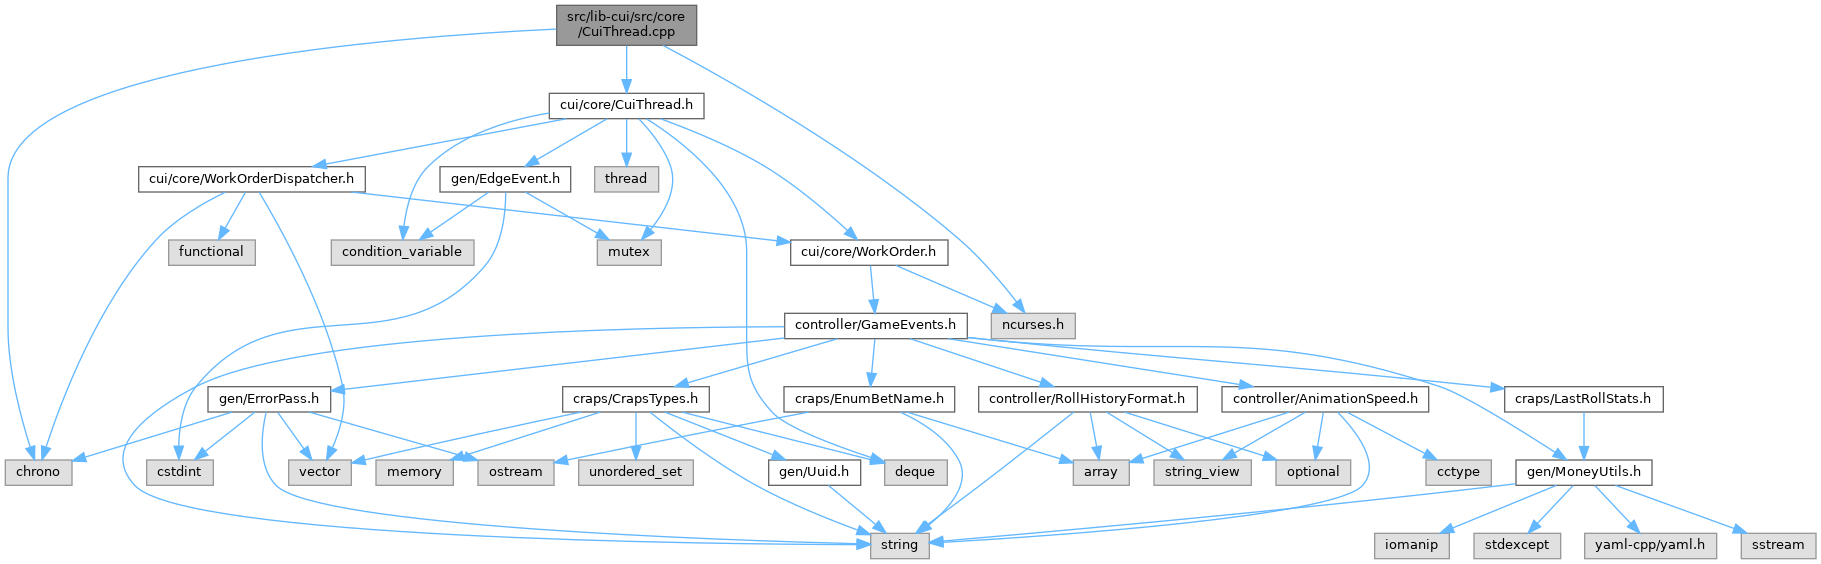 src/lib-cui/src/core
/CuiThread.cpp
cui/core/CuiThread.h
cui/core/WorkOrderDispatcher.h
gen/EdgeEvent.h
thread
functional
condition_variable
mutex
cui/core/WorkOrder.h
controller/GameEvents.h
ncurses.h
gen/ErrorPass.h
craps/CrapsTypes.h
craps/EnumBetName.h
controller/RollHistoryFormat.h
controller/AnimationSpeed.h
craps/LastRollStats.h
chrono
cstdint
vector
memory
ostream
unordered_set
gen/Uuid.h
deque
array
string_view
optional
cctype
gen/MoneyUtils.h
string
iomanip
stdexcept
yaml-cpp/yaml.h
sstream